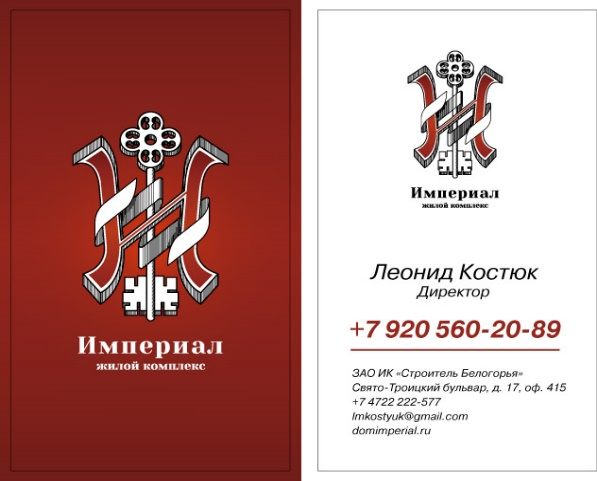 Империал
жилой комплекс
Империал
жилой комплекс
Леонид Костюк
Директор
+7 920 560-20-89
ЗАО ИК «Строитель Белогорья»
Свято-Троицкий бульвар, д. 17, оф. 415
+7 4722 222-577
lmkostyuk@gmail.com
domimperial.ru